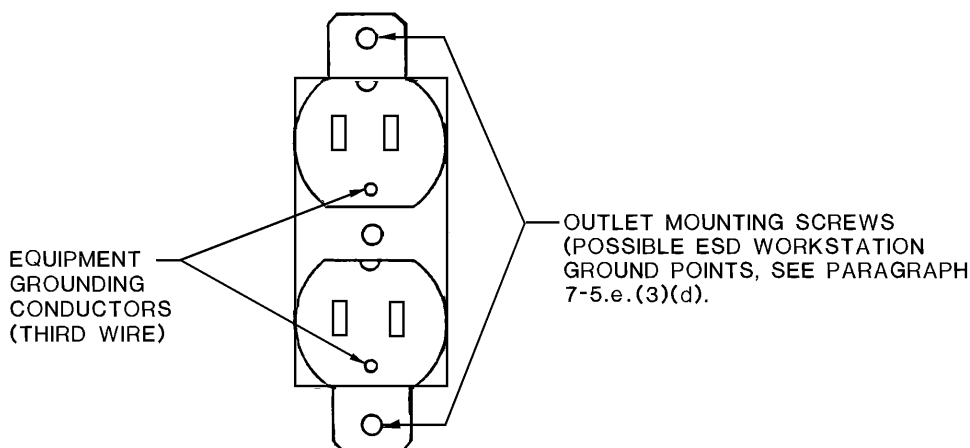 EQUIPMENT
GROUNDING
CONDUCTORS
(THIRD WIRE)
OUTLET MOUNTING SCREWS
(POSSIBLE ESD WORKSTATION
GROUND POINTS, SEE PARAGRAPH
7-5.e.(3)(d).